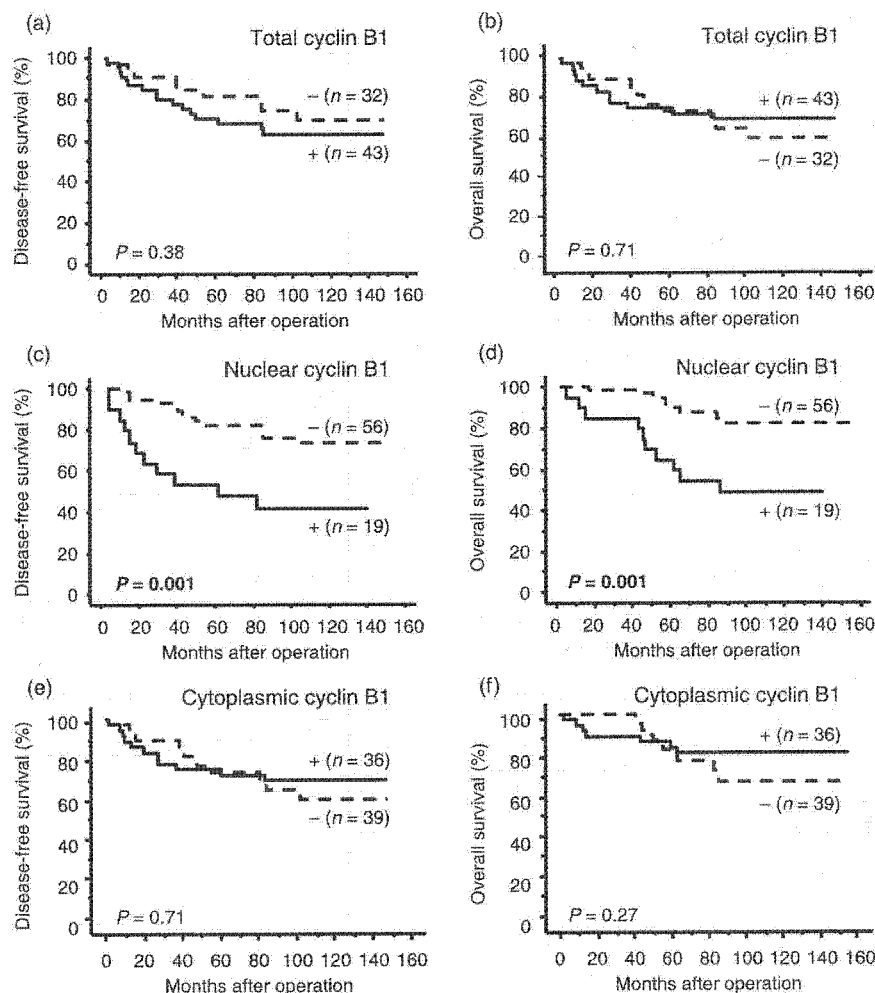 (a)
Total cyclin B1
Disease-free survival (%)
100
80
60
40
20
0
− (n = 32)
+ (n = 43)
P = 0.38
0 20 40 60 80 100 120 140 160
Months after operation
(b)
Total cyclin B1
Overall survival (%)
100
80
60
40
20
0
+ (n = 43)
− (n = 32)
P = 0.71
0 20 40 60 80 100 120 140 160
Months after operation
(c)
Nuclear cyclin B1
Disease-free survival (%)
100
80
60
40
20
0
− (n = 56)
+ (n = 19)
P = 0.001
0 20 40 60 80 100 120 140 160
Months after operation
(d)
Nuclear cyclin B1
Overall survival (%)
100
80
60
40
20
0
− (n = 56)
+ (n = 19)
P = 0.001
0 20 40 60 80 100 120 140 160
Months after operation
(e)
Cytoplasmic cyclin B1
Disease-free survival (%)
100
80
60
40
20
0
+ (n = 36)
− (n = 39)
P = 0.71
0 20 40 60 80 100 120 140 160
Months after operation
(f)
Cytoplasmic cyclin B1
Overall survival (%)
100
80
60
40
20
0
+ (n = 36)
− (n = 39)
P = 0.27
0 20 40 60 80 100 120 140 160
Months after operation